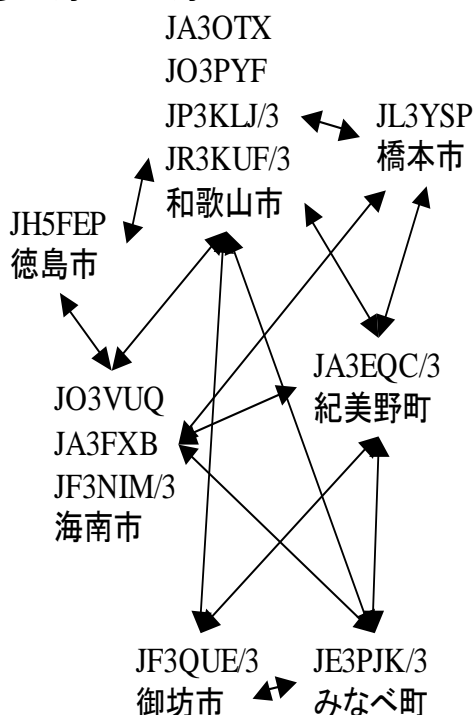 JA3OTX
JO3PYF
JP3KLJ/3
JR3KUF/3
和歌山市
JL3YSP
橋本市
JH5FEP
徳島市
JA3EQC/3
紀美野町
JO3VUQ
JA3FXB
JF3NIM/3
海南市
JF3QUE/3
御坊市
JE3PJK/3
みなべ町